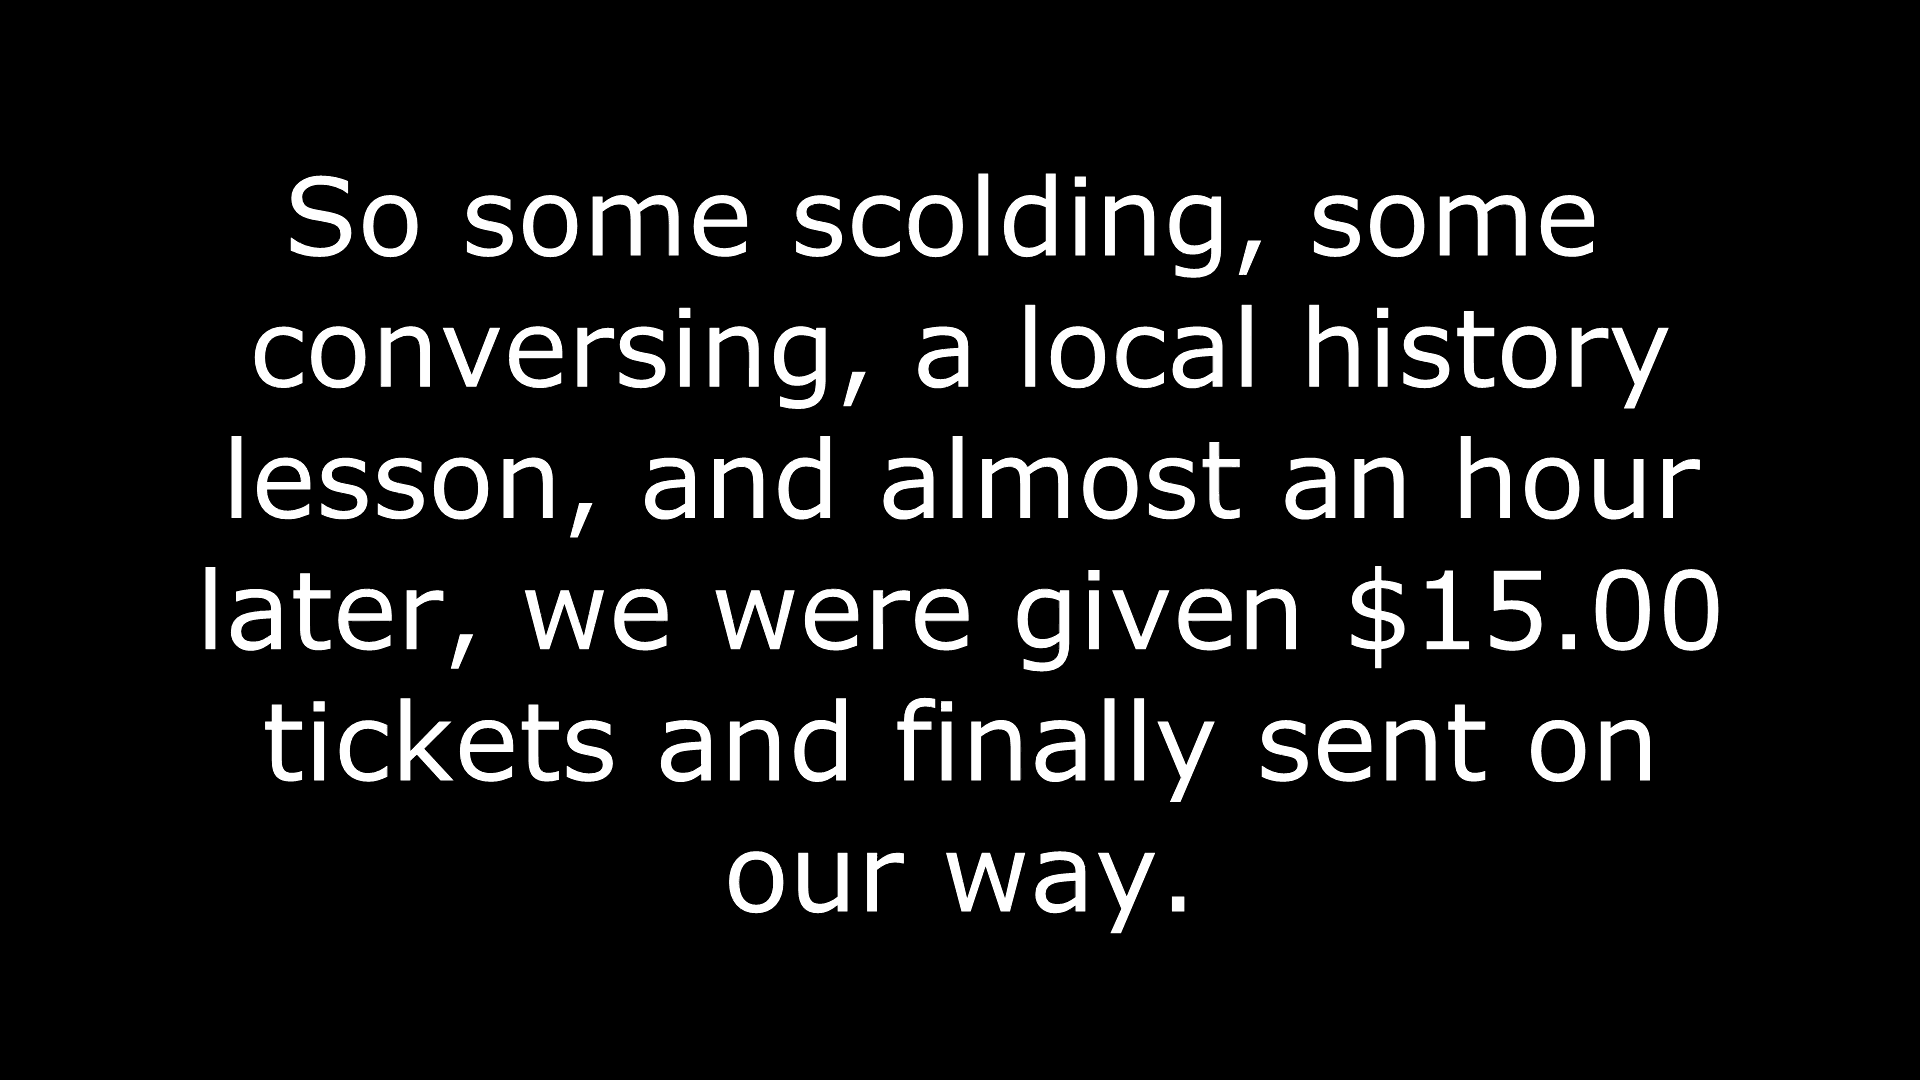 So some scolding, some
conversing, a local history
lesson, and almost an hour
later, we were given $15.00
tickets and finally sent on
our way.